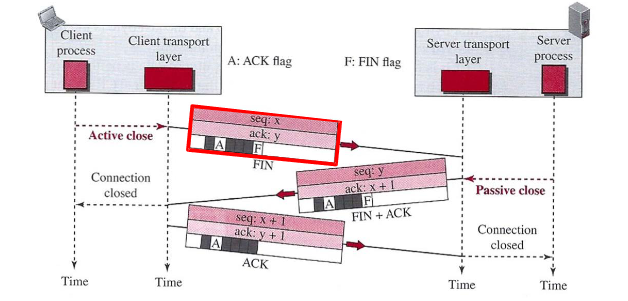 Client
process
Client transport
layer
A: ACK flag
F: FIN flag
Server transport
layer
Server
process
Active close
seq: x
ack: y
A F
FIN
Connection
closed
seq: y
ack: x + 1
A F
FIN + ACK
Passive close
seq: x + 1
ack: y + 1
A
ACK
Connection
closed
Time
Time
Time
Time